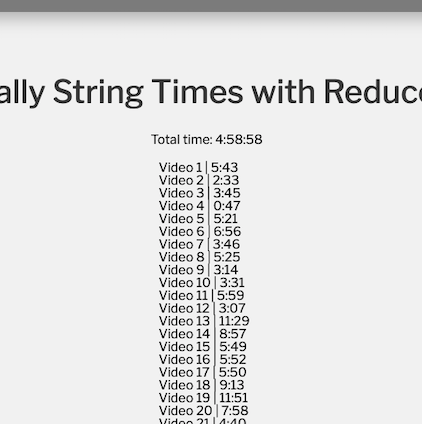 ally String Times with Reduc
Total time: 4:58:58
Video 1 | 5:43
Video 2 | 2:33
Video 3 | 3:45
Video 4 | 0:47
Video 5 | 5:21
Video 6 | 6:56
Video 7 | 3:46
Video 8 | 5:25
Video 9 | 3:14
Video 10 | 3:31
Video 11 | 5:59
Video 12 | 3:07
Video 13 | 11:29
Video 14 | 8:57
Video 15 | 5:49
Video 16 | 5:52
Video 17 | 5:50
Video 18 | 9:13
Video 19 | 11:51
Video 20 | 7:58
Video 21 | 4:40